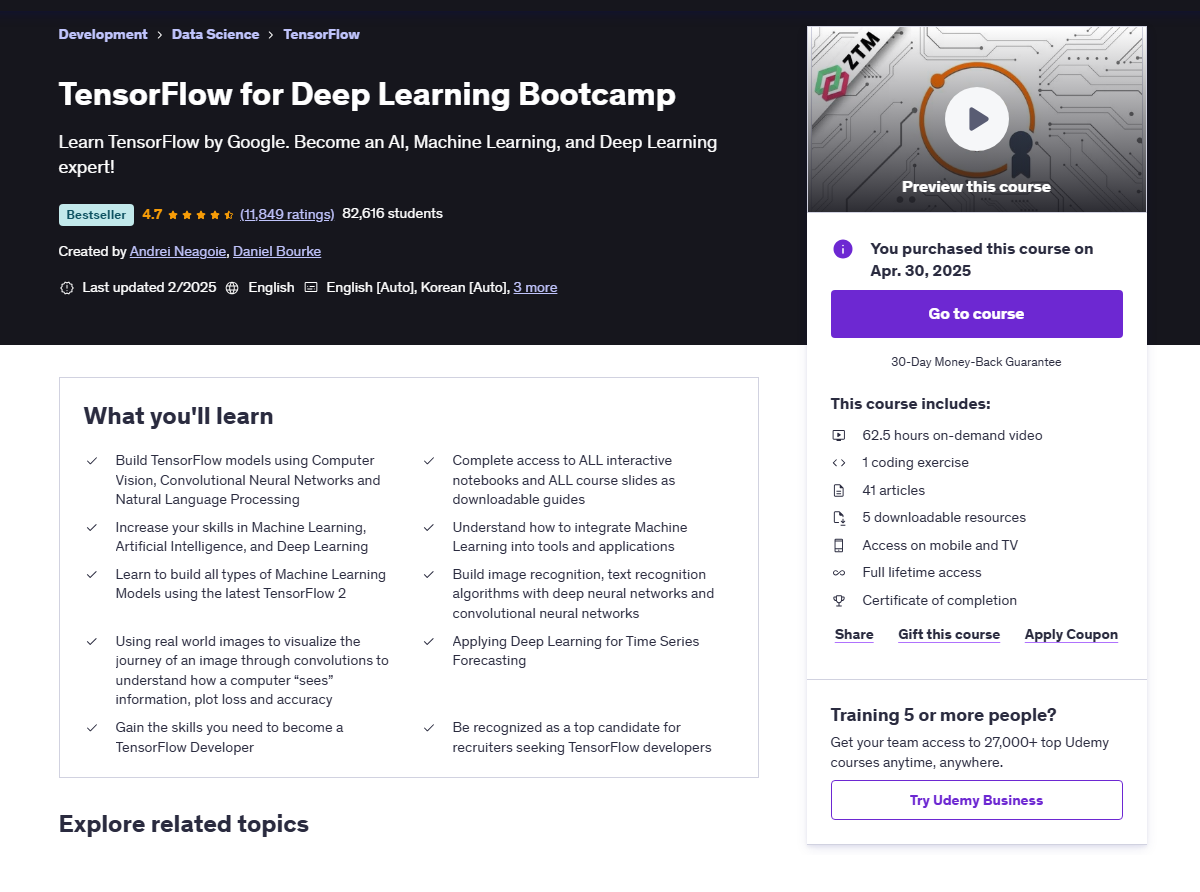 Development > Data Science > TensorFlow
TensorFlow for Deep Learning Bootcamp
Learn TensorFlow by Google. Become an AI, Machine Learning, and Deep Learning
expert!
Bestseller 4.7 (11,849 ratings) 82,616 students
Created by Andrei Neagoie, Daniel Bourke
Last updated 2/2025 English English [Auto], Korean [Auto], 3 more
What you'll learn
Build TensorFlow models using Computer
Vision, Convolutional Neural Networks and
Natural Language Processing
Increase your skills in Machine Learning,
Artificial Intelligence, and Deep Learning
Learn to build all types of Machine Learning
Models using the latest TensorFlow 2
Using real world images to visualize the
journey of an image through convolutions to
understand how a computer “sees”
information, plot loss and accuracy
Gain the skills you need to become a
TensorFlow Developer
Complete access to ALL interactive
notebooks and ALL course slides as
downloadable guides
Understand how to integrate Machine
Learning into tools and applications
Build image recognition, text recognition
algorithms with deep neural networks and
convolutional neural networks
Applying Deep Learning for Time Series
Forecasting
Be recognized as a top candidate for
recruiters seeking TensorFlow developers
Explore related topics
ZTM
Preview this course
You purchased this course on
Apr. 30, 2025
Go to course
30-Day Money-Back Guarantee
This course includes:
62.5 hours on-demand video
1 coding exercise
41 articles
5 downloadable resources
Access on mobile and TV
Full lifetime access
Certificate of completion
Share Gift this course Apply Coupon
Training 5 or more people?
Get your team access to 27,000+ top Udemy
courses anytime, anywhere.
Try Udemy Business